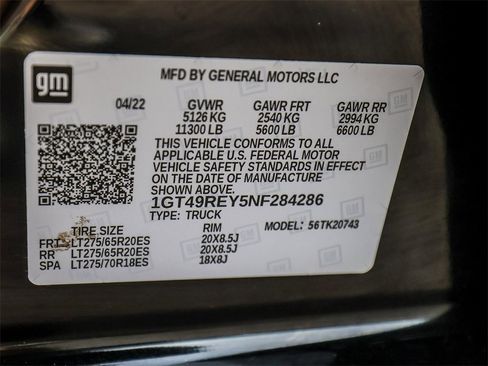 gm
MFD BY GENERAL MOTORS LLC
04/22 GVWR GAWR FRT GAWR RR
5126 KG 2540 KG 2994 KG
11300 LB 5600 LB 6600 LB
THIS VEHICLE CONFORMS TO ALL
APPLICABLE U.S. FEDERAL MOTOR
VEHICLE SAFETY STANDARDS IN EFFECT
ON THE DATE OF MANUFACTURE
SHOWN ABOVE.
1GT49REY5NF284286
TYPE: TRUCK MODEL: 56TK20743
TIRE SIZE RIM
FRT LT275/65R20ES 20X8.5J
RR LT275/65R20ES 20X8.5J
SPA LT275/70R18ES 18X8J